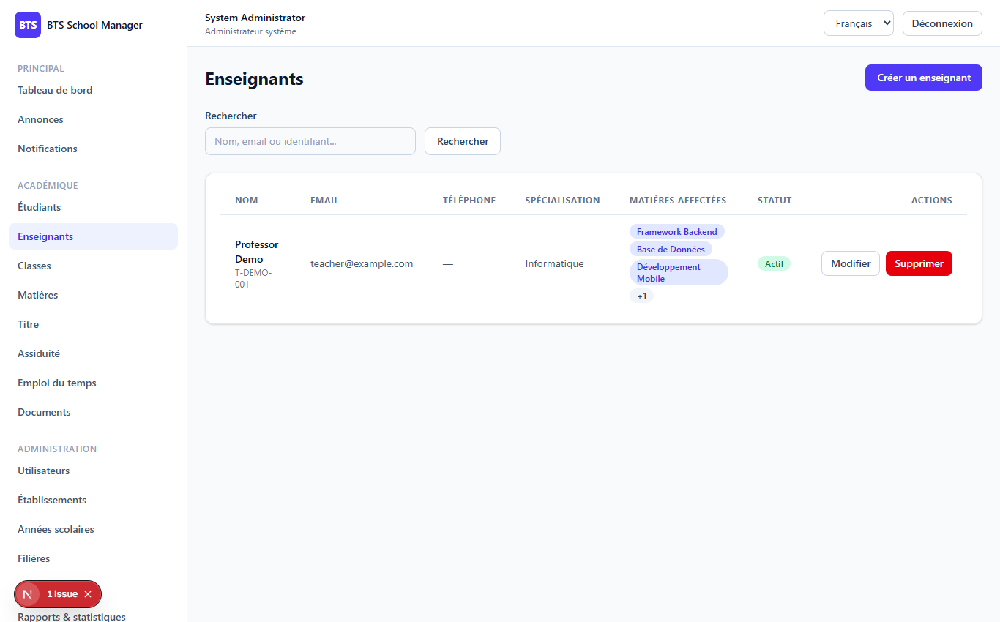 BTS
BTS School Manager
System Administrator
Administrateur système
Français
Déconnexion
PRINCIPAL
Tableau de bord
Annonces
Notifications
ACADÉMIQUE
Étudiants
Enseignants
Classes
Matières
Titre
Assiduité
Emploi du temps
Documents
ADMINISTRATION
Utilisateurs
Établissements
Années scolaires
Filières
N
1 Issue
Rapports & statistiques
Enseignants
Créer un enseignant
Rechercher
Nom, email ou identifiant...
Rechercher
NOM EMAIL TÉLÉPHONE SPÉCIALISATION MATIÈRES AFFECTÉES STATUT ACTIONS
Professor
Demo
T-DEMO-
001
teacher@example.com
—
Informatique
Framework Backend
Base de Données
Développement
Mobile
+1
Actif
Modifier
Supprimer